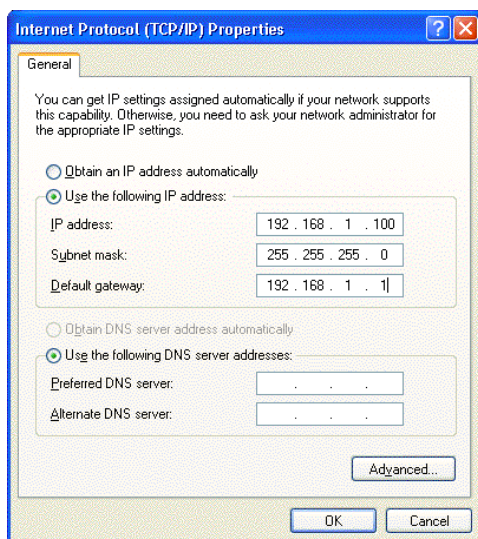 Internet Protocol (TCP/IP) Properties
General
You can get IP settings assigned automatically if your network supports
this capability. Otherwise, you need to ask your network administrator for
the appropriate IP settings.
Obtain an IP address automatically
Use the following IP address:
IP address: 192 . 168 . 1 . 100
Subnet mask: 255 . 255 . 255 . 0
Default gateway: 192 . 168 . 1 . 1
Obtain DNS server address automatically
Use the following DNS server addresses:
Preferred DNS server: . . .
Alternate DNS server: . . .
Advanced...
OK Cancel